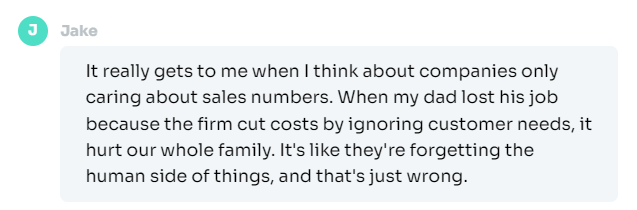 J
Jake
It really gets to me when I think about companies only
caring about sales numbers. When my dad lost his job
because the firm cut costs by ignoring customer needs, it
hurt our whole family. It's like they're forgetting the
human side of things, and that's just wrong.